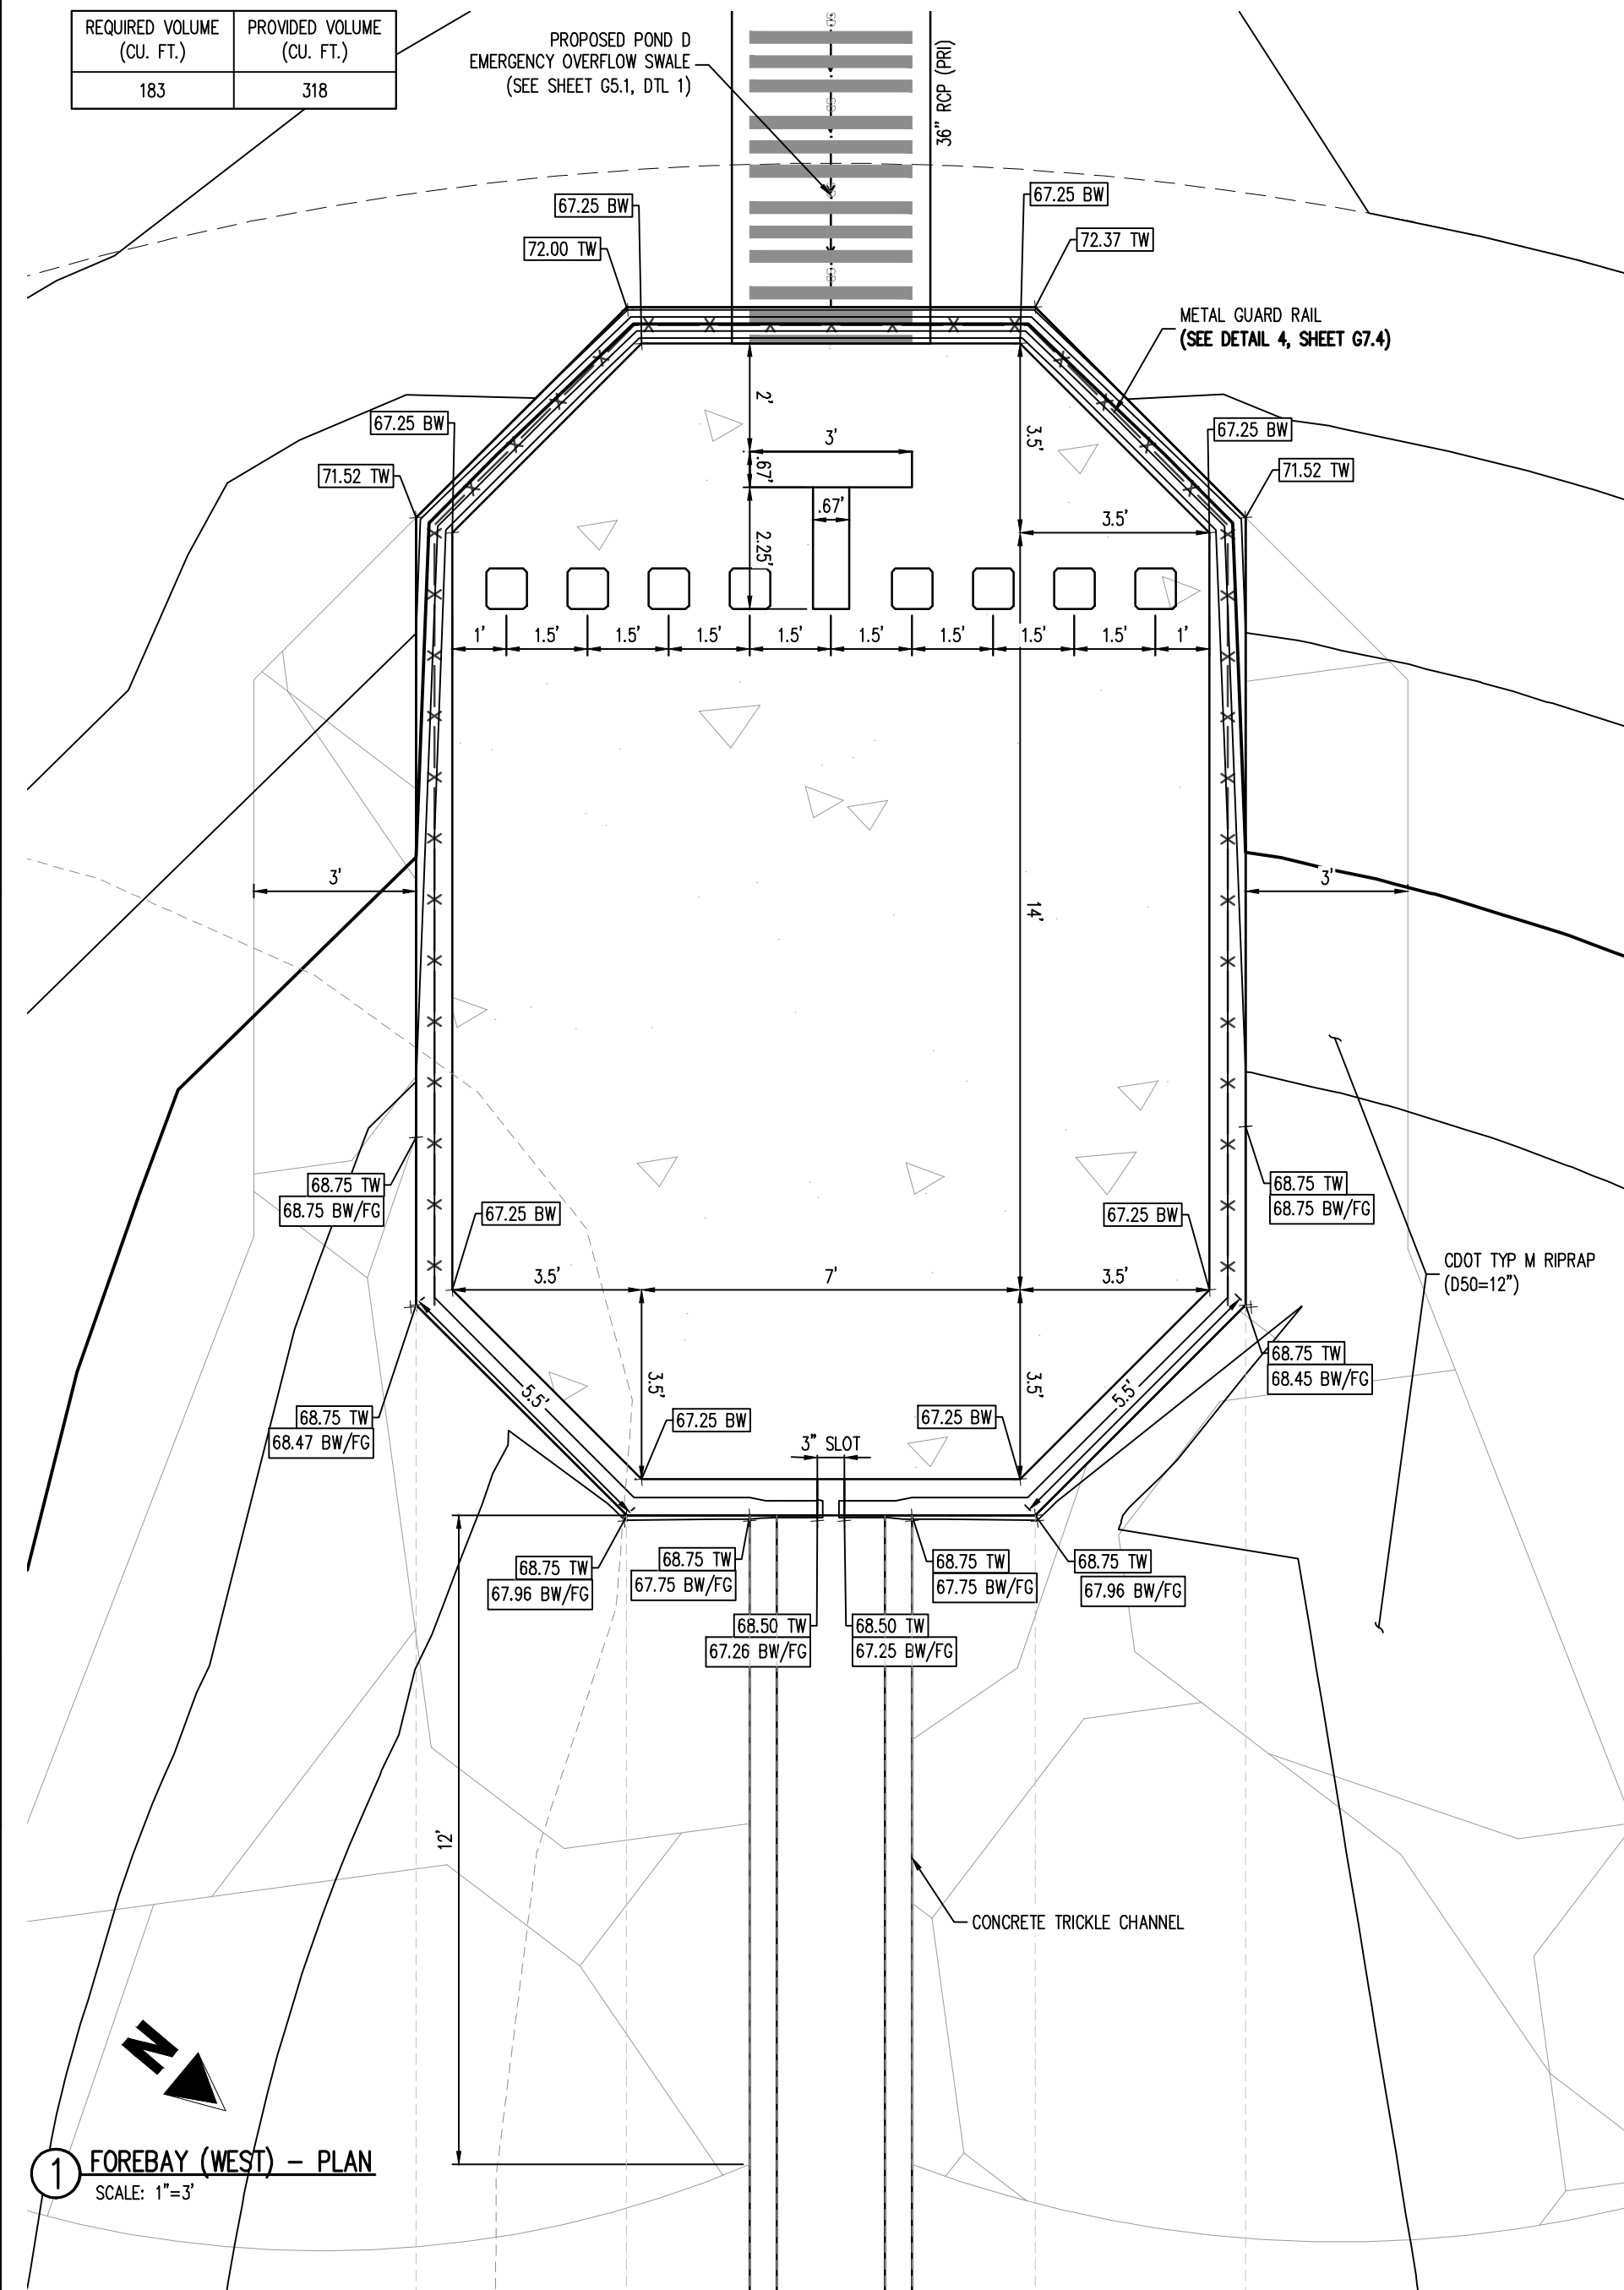 REQUIRED VOLUME (CU. FT.)
PROVIDED VOLUME (CU. FT.)
183
318
PROPOSED POND D
EMERGENCY OVERFLOW SWALE
(SEE SHEET G5.1, DTL 1)
36" RCP (PRI)
67.25 BW
67.25 BW
72.00 TW
72.37 TW
METAL GUARD RAIL
(SEE DETAIL 4, SHEET G7.4)
67.25 BW
67.25 BW
71.52 TW
71.52 TW
2'
3'
3.5'
.67'
.67'
3.5'
2.25'
1'
1.5'
1.5'
1.5'
1.5'
1.5'
1.5'
1.5'
1.5'
1'
3'
14'
3'
68.75 TW
68.75 BW/FG
67.25 BW
67.25 BW
68.75 TW
68.75 BW/FG
CDOT TYP M RIPRAP
(D50=12")
3.5'
7'
3.5'
68.75 TW
68.45 BW/FG
5.5'
3.5'
3.5'
5.5'
68.75 TW
68.47 BW/FG
67.25 BW
67.25 BW
3" SLOT
68.75 TW
67.96 BW/FG
68.75 TW
67.75 BW/FG
68.75 TW
67.75 BW/FG
68.75 TW
67.96 BW/FG
68.50 TW
67.26 BW/FG
68.50 TW
67.25 BW/FG
12'
CONCRETE TRICKLE CHANNEL
N
1
FOREBAY (WEST) – PLAN
SCALE: 1"=3'